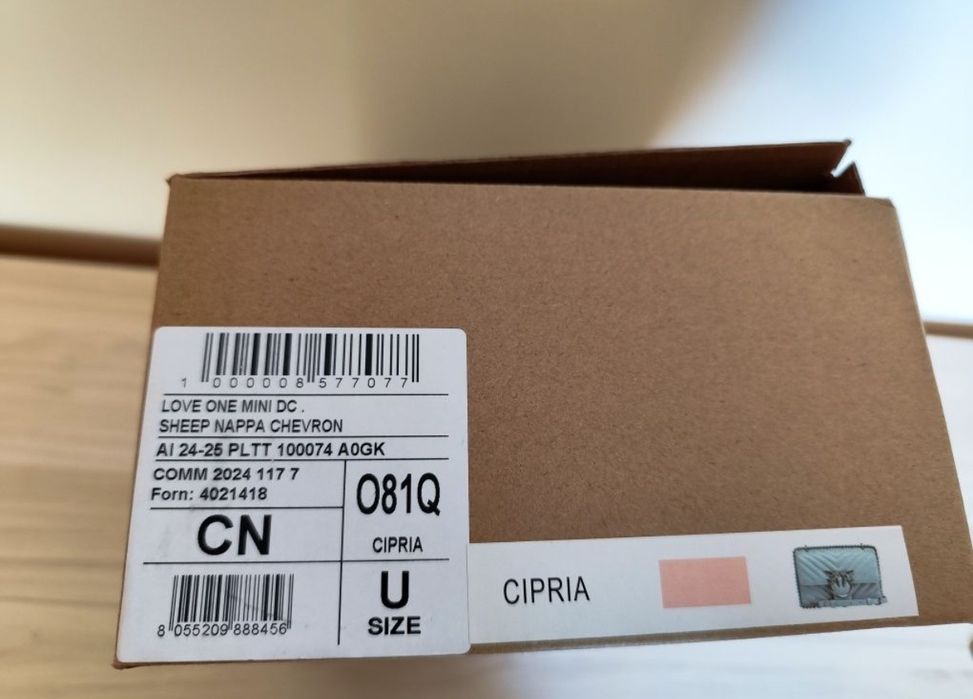 1 000008 577077
LOVE ONE MINI DC .
SHEEP NAPPA CHEVRON
AI 24-25 PLTT 100074 A0GK
COMM 2024 117 7
Forn: 4021418
O81Q
CN
CIPRIA
U
SIZE
8 055209 888456
CIPRIA